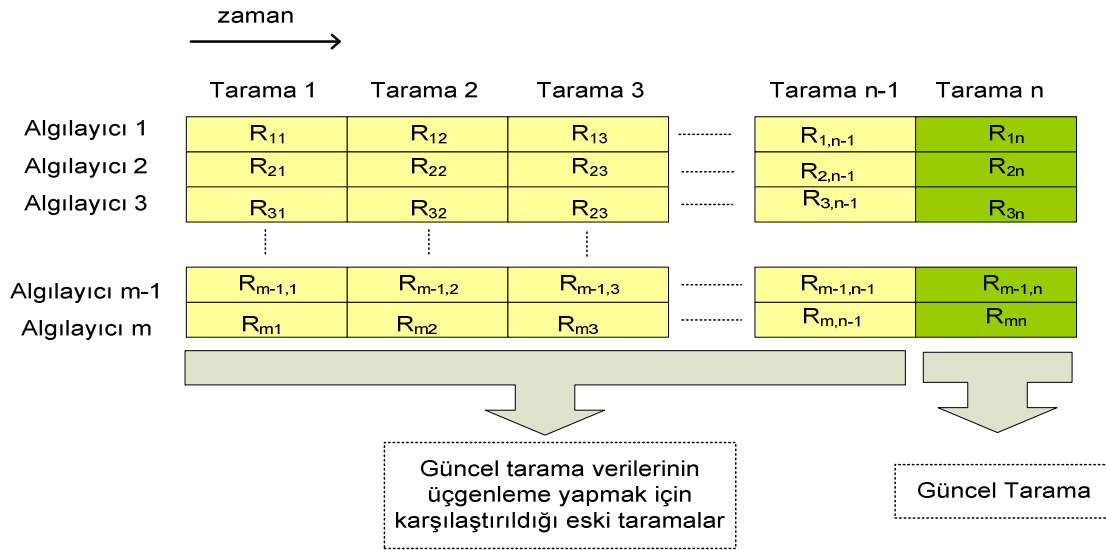 zaman
Tarama 1 Tarama 2 Tarama 3 Tarama n-1 Tarama n
Algılayıcı 1 R11 R12 R13 R1,n-1 R1n
Algılayıcı 2 R21 R22 R23 R2,n-1 R2n
Algılayıcı 3 R31 R32 R23 R3,n-1 R3n
Algılayıcı m-1 Rm-1,1 Rm-1,2 Rm-1,3 Rm-1,n-1 Rm-1,n
Algılayıcı m Rm1 Rm2 Rm3 Rm,n-1 Rmn
Güncel tarama verilerinin
üçgenleme yapmak için
karşılaştırıldığı eski taramalar
Güncel Tarama